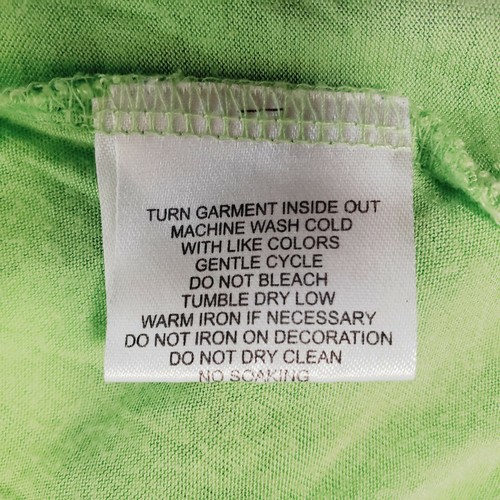 TURN GARMENT INSIDE OUT
MACHINE WASH COLD
WITH LIKE COLORS
GENTLE CYCLE
DO NOT BLEACH
TUMBLE DRY LOW
WARM IRON IF NECESSARY
DO NOT IRON ON DECORATION
DO NOT DRY CLEAN
NO SOAKING